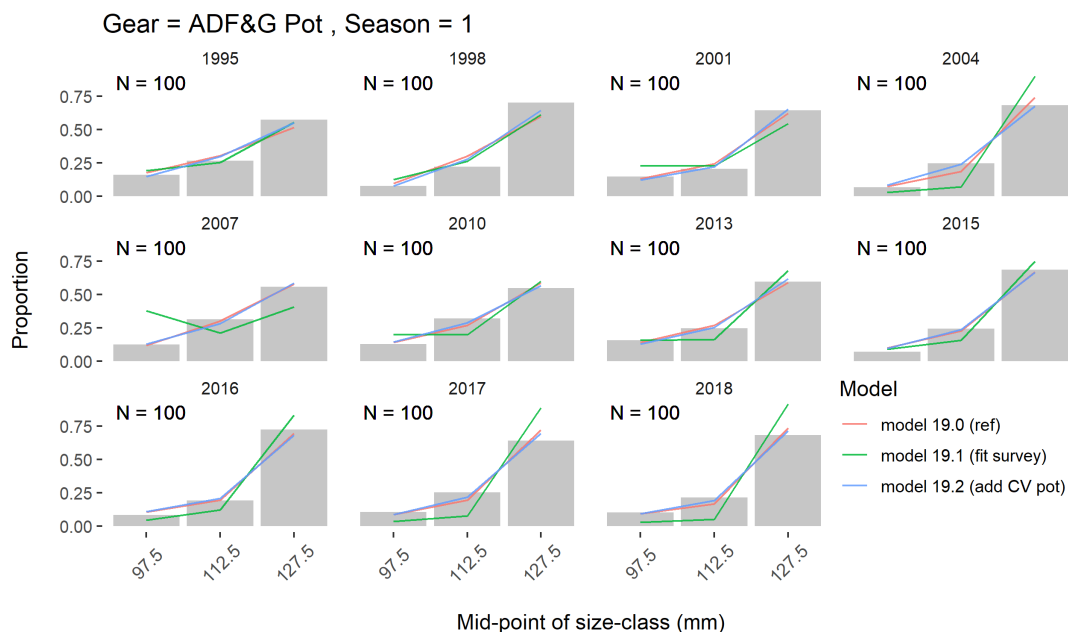 Gear = ADF&G Pot , Season = 1
1995 1998 2001 2004
N = 100 N = 100 N = 100 N = 100
0.75
0.50
0.25
0.00
2007 2010 2013 2015
N = 100 N = 100 N = 100 N = 100
0.75
0.50
0.25
0.00
2016 2017 2018
N = 100 N = 100 N = 100
0.75
0.50
0.25
0.00
97.5 112.5 127.5 97.5 112.5 127.5 97.5 112.5 127.5
Proportion
Mid-point of size-class (mm)
Model
model 19.0 (ref)
model 19.1 (fit survey)
model 19.2 (add CV pot)